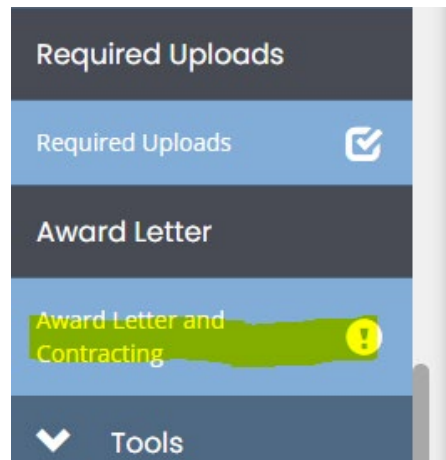 Required Uploads
Required Uploads
Award Letter
Award Letter and
Contracting
Tools